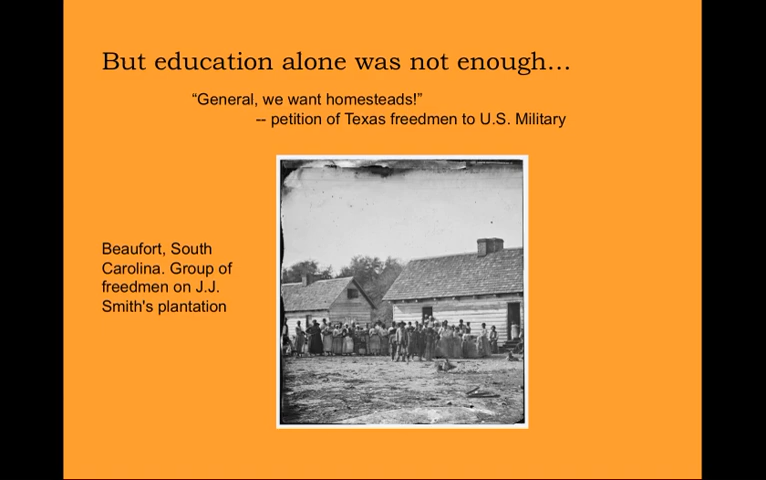 But education alone was not enough…
“General, we want homesteads!”
-- petition of Texas freedmen to U.S. Military
Beaufort, South
Carolina. Group of
freedmen on J.J.
Smith's plantation